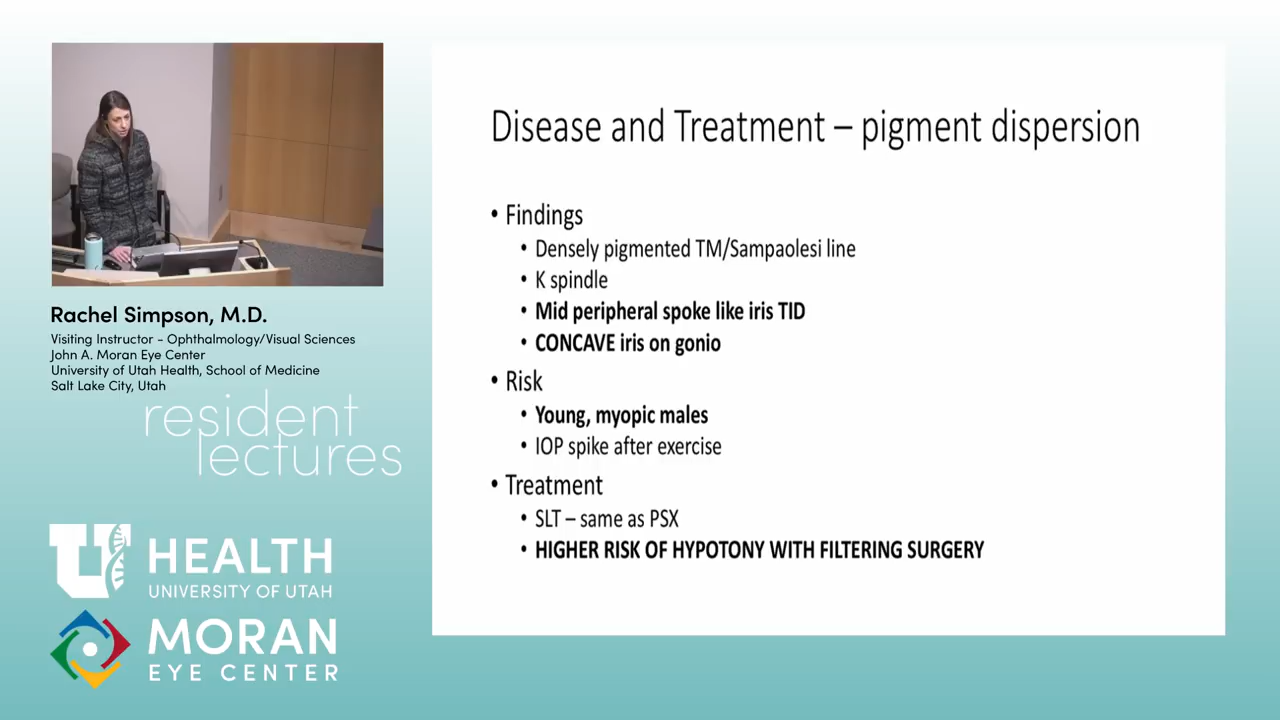 Disease and Treatment – pigment dispersion
• Findings
• Densely pigmented TM/Sampaolesi line
• K spindle
• Mid peripheral spoke like iris TID
• CONCAVE iris on gonio
• Risk
• Young, myopic males
• IOP spike after exercise
• Treatment
• SLT – same as PSX
• HIGHER RISK OF HYPOTONY WITH FILTERING SURGERY
Rachel Simpson, M.D.
Visiting Instructor - Ophthalmology/Visual Sciences
John A. Moran Eye Center
University of Utah Health, School of Medicine
Salt Lake City, Utah
resident
lectures
U HEALTH
UNIVERSITY OF UTAH
MORAN
EYE CENTER